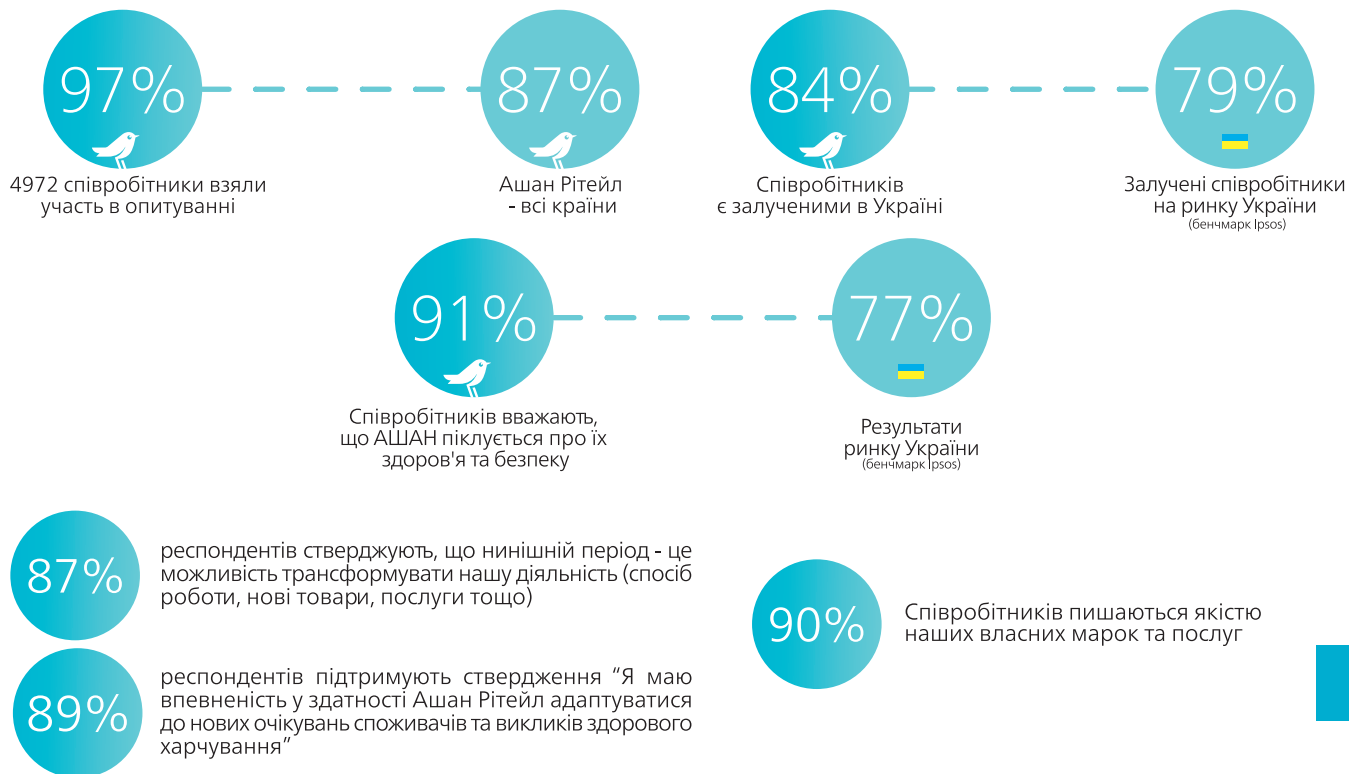 97%
4972 співробітники взяли
участь в опитуванні
87%
Ашан Рітейл
- всі країни
84%
Співробітників
є залученими в Україні
79%
Залучені співробітники
на ринку України
(бенчмарк Ipsos)
91%
Співробітників вважають,
що АШАН піклується про їх
здоров'я та безпеку
77%
Результати
ринку України
(бенчмарк Ipsos)
87%
респондентів стверджують, що нинішній період - це
можливість трансформувати нашу діяльність (спосіб
роботи, нові товари, послуги тощо)
90%
Співробітників пишаються якістю
наших власних марок та послуг
89%
респондентів підтримують ствердження “Я маю
впевненість у здатності Ашан Рітейл адаптуватися
до нових очікувань споживачів та викликів здорового
харчування”